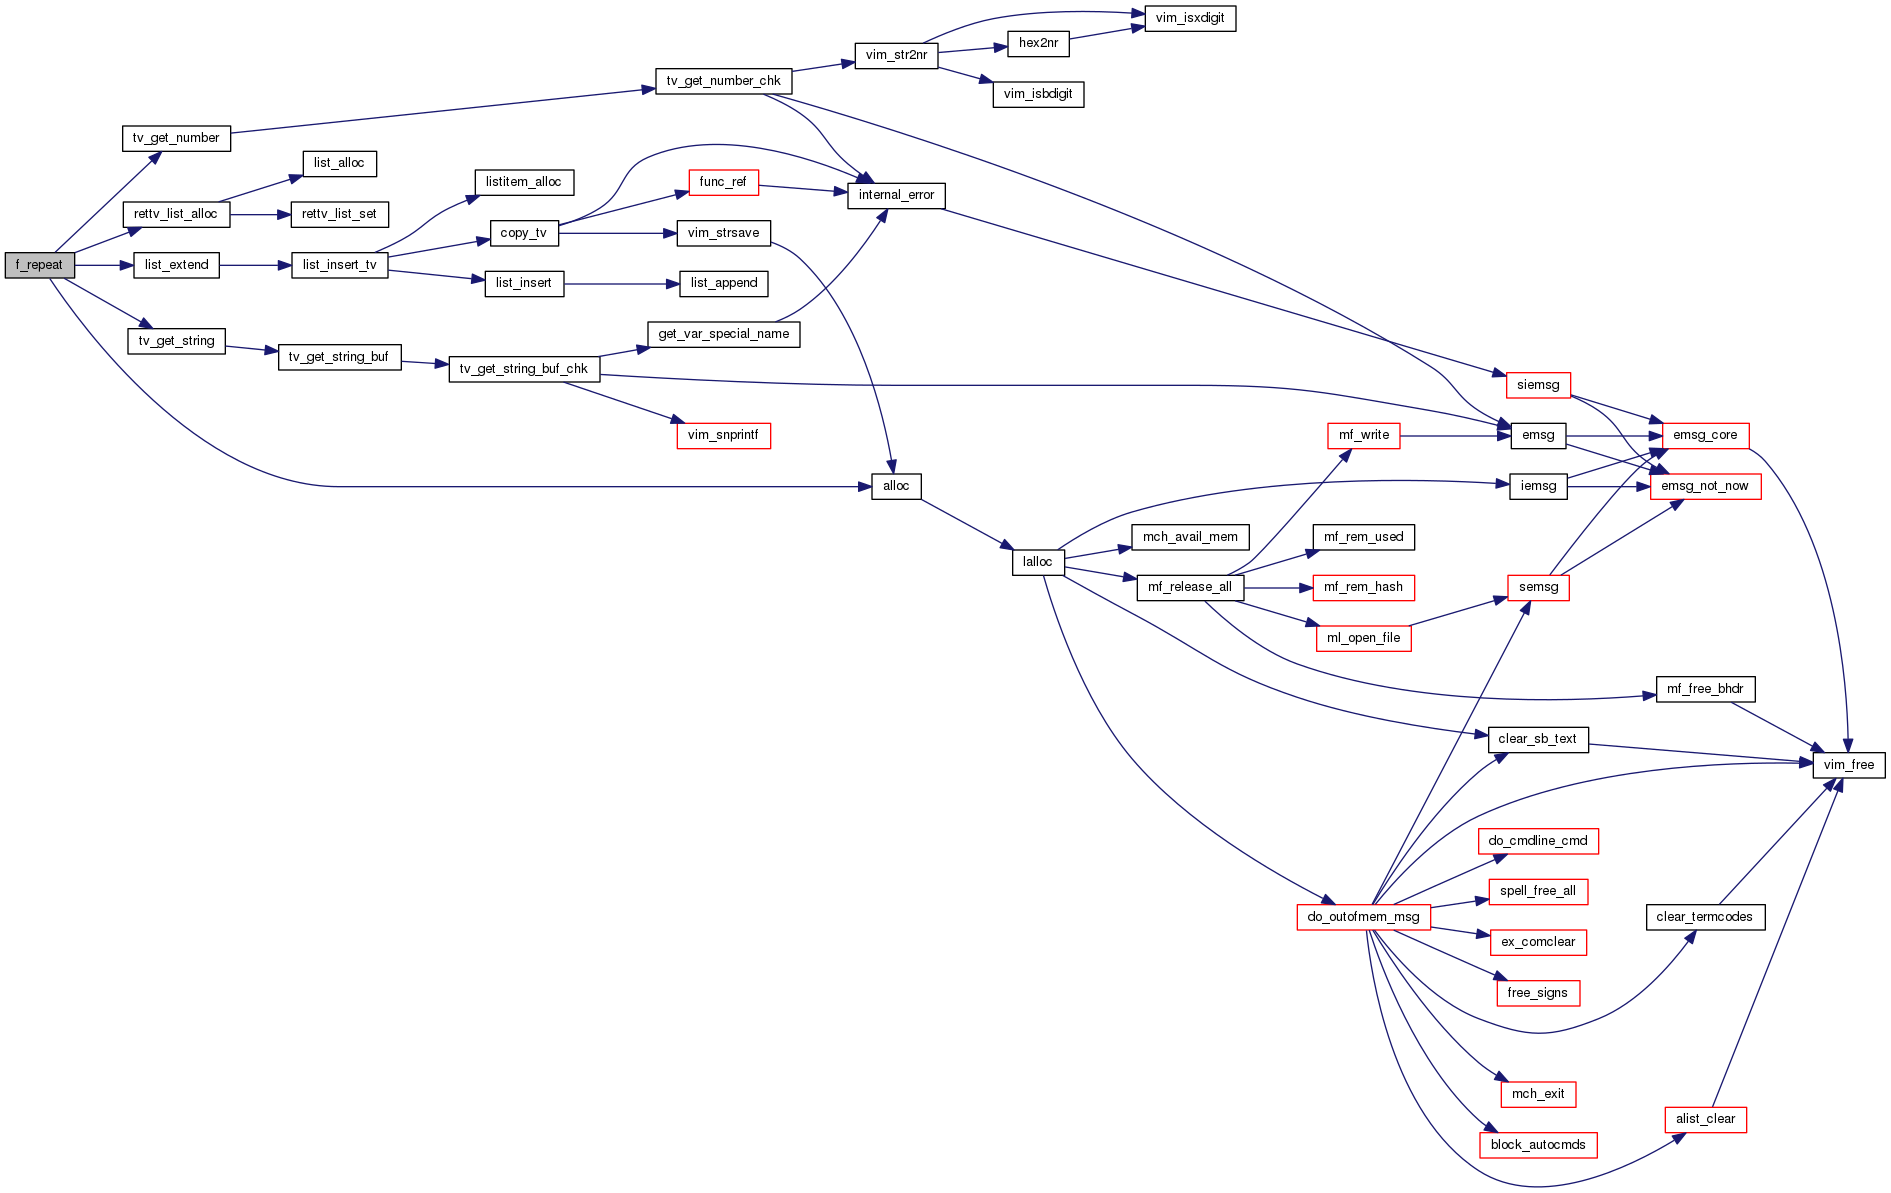 f_repeat
tv_get_number
rettv_list_alloc
list_extend
tv_get_string
list_alloc
rettv_list_set
list_insert_tv
tv_get_string_buf
listitem_alloc
copy_tv
list_insert
tv_get_string_buf_chk
tv_get_number_chk
func_ref
vim_strsave
list_append
get_var_special_name
vim_snprintf
vim_str2nr
internal_error
alloc
hex2nr
vim_isbdigit
lalloc
vim_isxdigit
mch_avail_mem
mf_release_all
mf_write
mf_rem_used
mf_rem_hash
ml_open_file
do_outofmem_msg
siemsg
emsg
iemsg
semsg
clear_sb_text
do_cmdline_cmd
spell_free_all
ex_comclear
free_signs
mch_exit
block_autocmds
emsg_core
emsg_not_now
mf_free_bhdr
clear_termcodes
alist_clear
vim_free